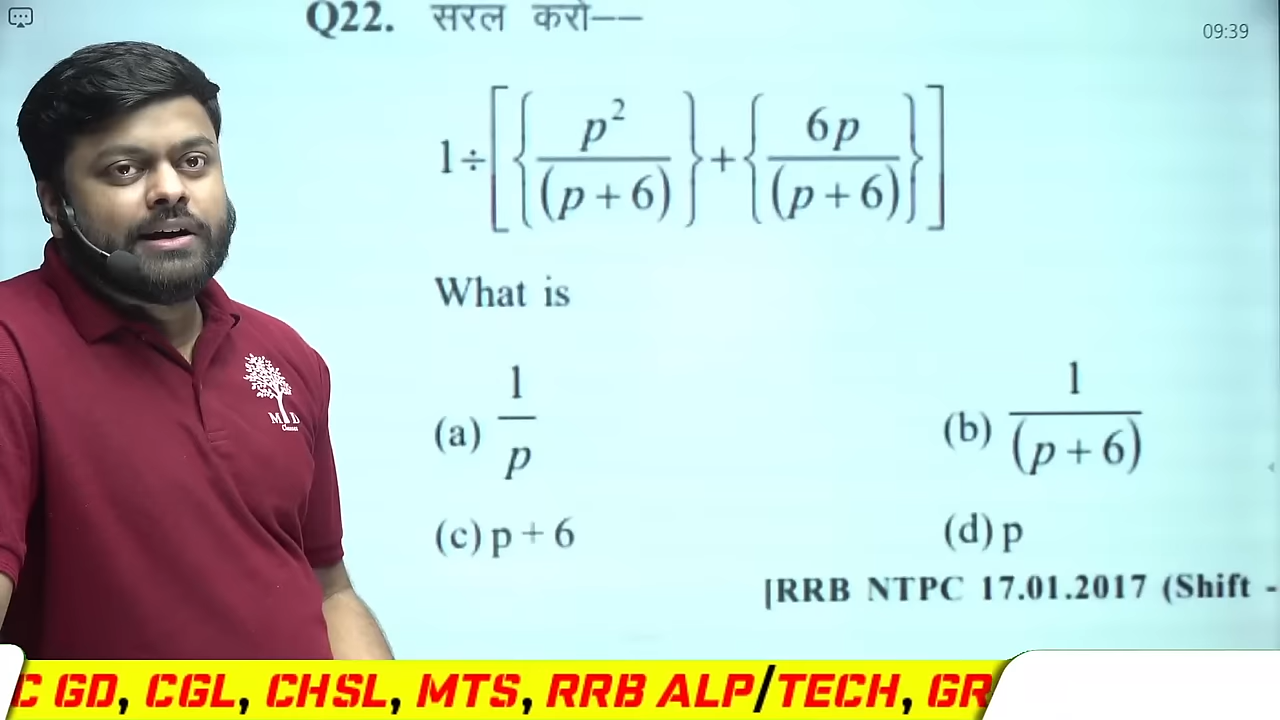 09:39
Q22. सरल करो——
1÷[{p²/(p+6)}+{6p/(p+6)}]
What is
(a) 1/p
(b) 1/(p+6)
(c) p+6
(d) p
[RRB NTPC 17.01.2017 (Shift -
C GD, CGL, CHSL, MTS, RRB ALP/TECH, GR